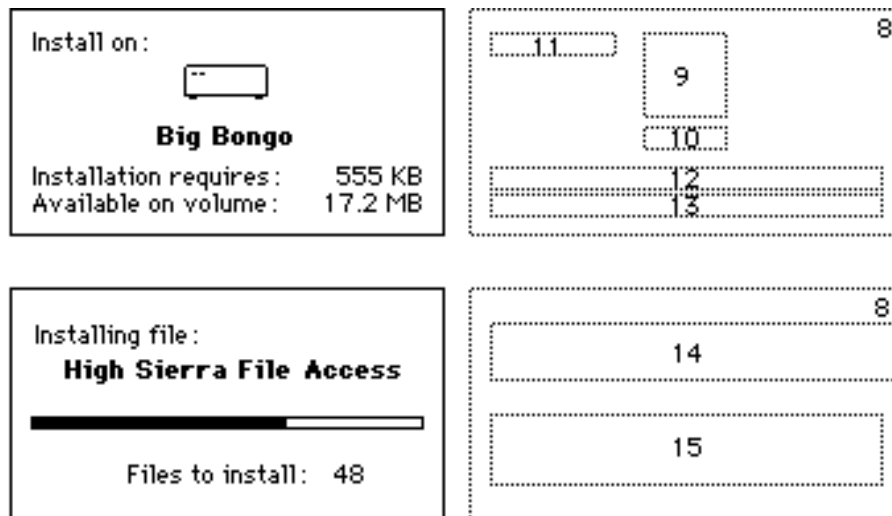 Install on:
Big Bongo
Installation requires: 555 KB
Available on volume: 17.2 MB
8
11
9
10
12
13
Installing file:
High Sierra File Access
Files to install: 48
8
14
15